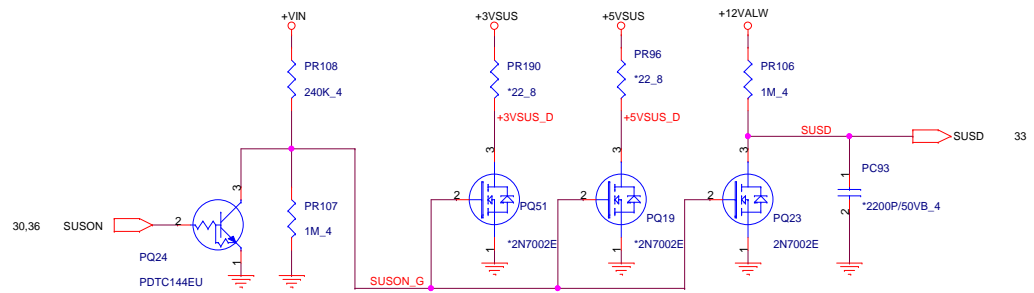 +VIN
+3VSUS
+5VSUS
+12VALW
PR108
240K_4
PR190
*22_8
PR96
*22_8
PR106
1M_4
+3VSUS_D
+5VSUS_D
SUSD
SUSD
33
3
3
3
3
PC93
1
2
*2200P/50VB_4
2
2
2
PQ51
PQ19
PQ23
1
1
1
*2N7002E
*2N7002E
2N7002E
30,36
SUSON
2
PQ24
PDTC144EU
1
PR107
1M_4
SUSON_G